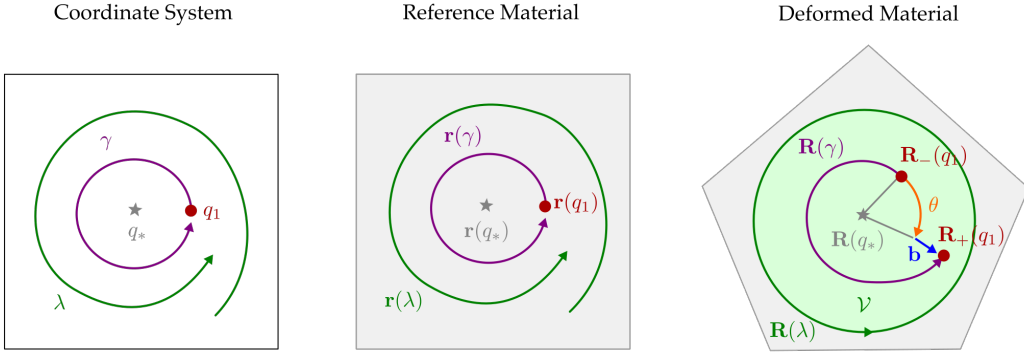 Coordinate System
γ
q₁
q∗
λ
Reference Material
r(γ)
r(q₁)
r(q∗)
r(λ)
Deformed Material
R(γ)
R₋(q₁)
θ
R(q∗)
R₊(q₁)
b
𝒱
R(λ)